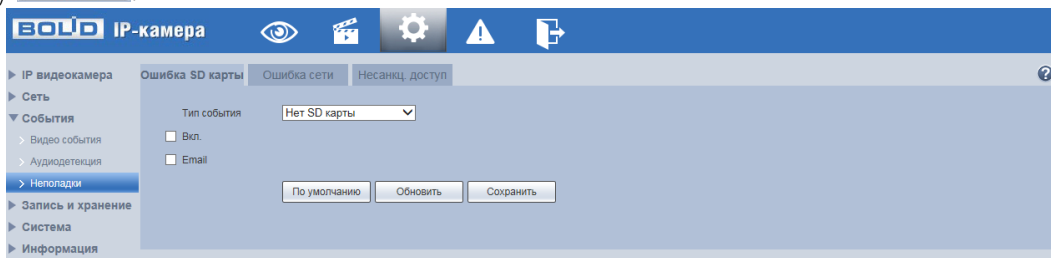 BOLID IP-камера
IP видеокамера
Сеть
События
Видео события
Аудиодетекция
Неполадки
Запись и хранение
Система
Информация
Ошибка SD карты Ошибка сети Несанкц. доступ
Тип события Нет SD карты
Вкл.
Email
По умолчанию Обновить Сохранить